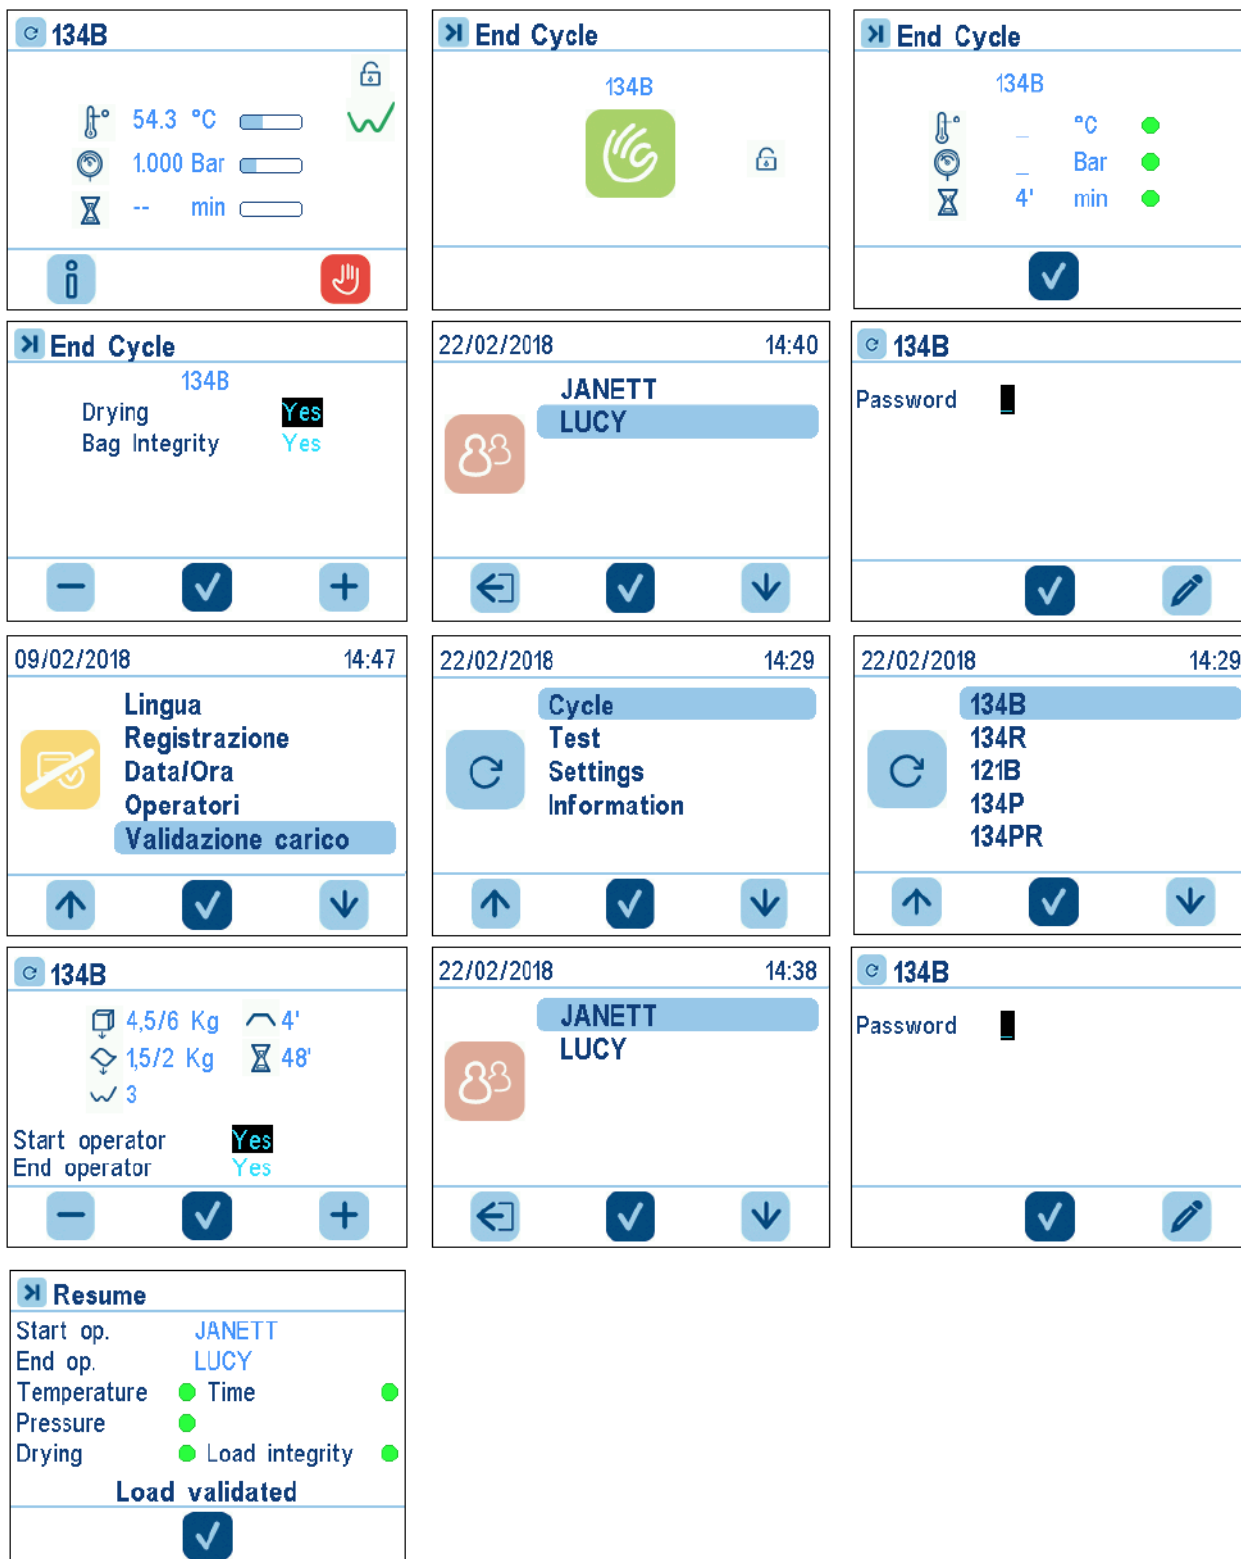 134B
54.3 °C
1.000 Bar
-- min
End Cycle
134B
End Cycle
134B
_ °C
_ Bar
4' min
End Cycle
134B
Drying Yes
Bag Integrity Yes
22/02/2018 14:40
JANETT
LUCY
134B
Password _
09/02/2018 14:47
Lingua
Registrazione
Data/Ora
Operatori
Validazione carico
22/02/2018 14:29
Cycle
Test
Settings
Information
22/02/2018 14:29
134B
134R
121B
134P
134PR
134B
4,5/6 Kg 4'
1,5/2 Kg 48'
3
Start operator Yes
End operator Yes
22/02/2018 14:38
JANETT
LUCY
134B
Password _
Resume
Start op. JANETT
End op. LUCY
Temperature Time
Pressure
Drying Load integrity
Load validated